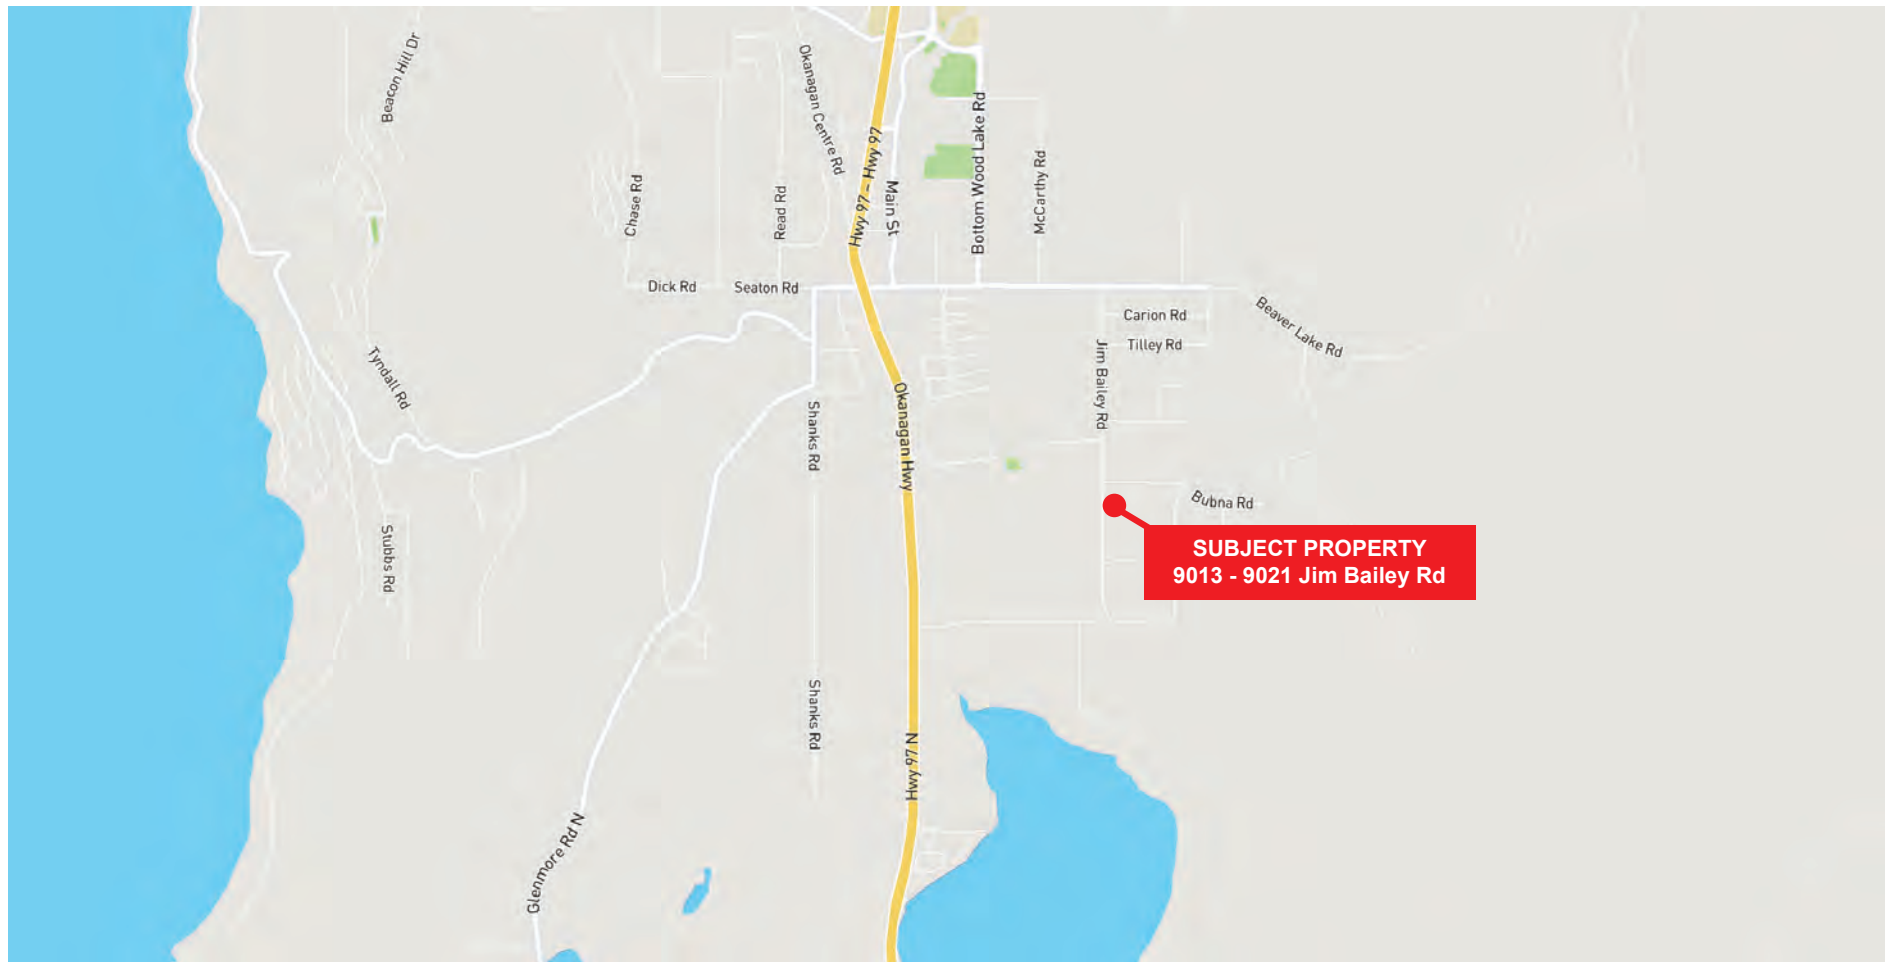 Beacon Hill Dr
Okanagan Centre Rd
Hwy 97 - Hwy 97
Bottom Wood Lake Rd
Chase Rd
Read Rd
Main St
McCarthy Rd
Dick Rd
Seaton Rd
Carion Rd
Beaver Lake Rd
Tilley Rd
Jim Bailey Rd
Tyndall Rd
Shanks Rd
Okanagan Hwy
Bubna Rd
Stubbs Rd
SUBJECT PROPERTY
9013 - 9021 Jim Bailey Rd
Shanks Rd
Hwy 97 N
Glenmore Rd N